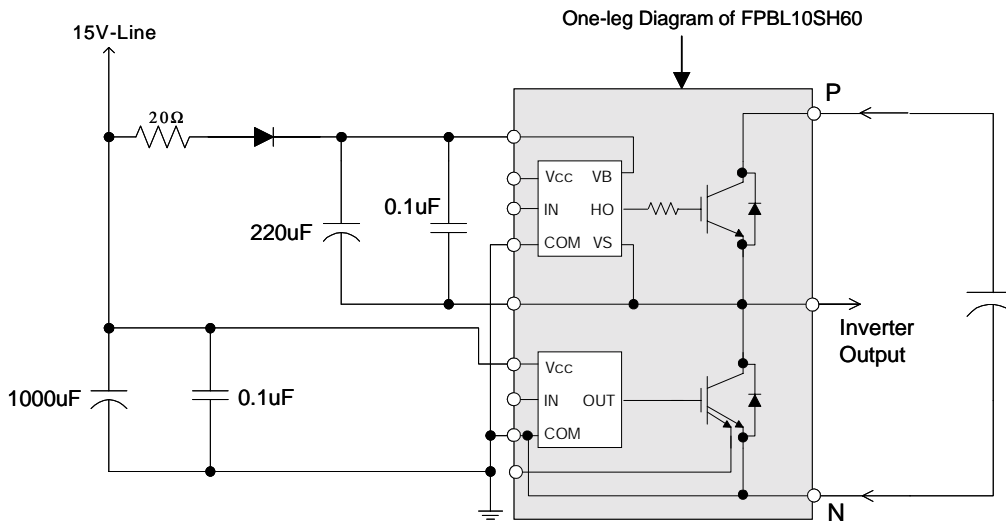 One-leg Diagram of FPBL10SH60
15V-Line
P
20Ω
Vcc VB
0.1uF
IN HO
220uF
COM VS
Inverter
Output
Vcc
1000uF
0.1uF
IN OUT
COM
N